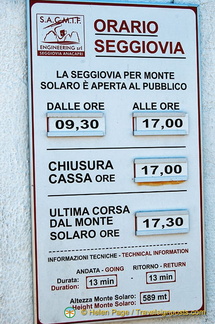 S.A.G.M.I.F.
ENGINEERING srl
SEGGIOVIA ANACAPRI
ORARIO
SEGGIOVIA
LA SEGGIOVIA PER MONTE
SOLARO È APERTA AL PUBBLICO
DALLE ORE ALLE ORE
09,30 17,00
CHIUSURA
CASSA ORE 17,00
ULTIMA CORSA
DAL MONTE
SOLARO ORE 17,30
INFORMAZIONI TECNICHE - TECHNICAL INFORMATION
ANDATA - GOING RITORNO - RETURN
Durata: 13 min - 13 min
Duration:
Altezza Monte Solaro: 589 mt
Height Monte Solaro:
© Helen Page / TravelSignposts.com